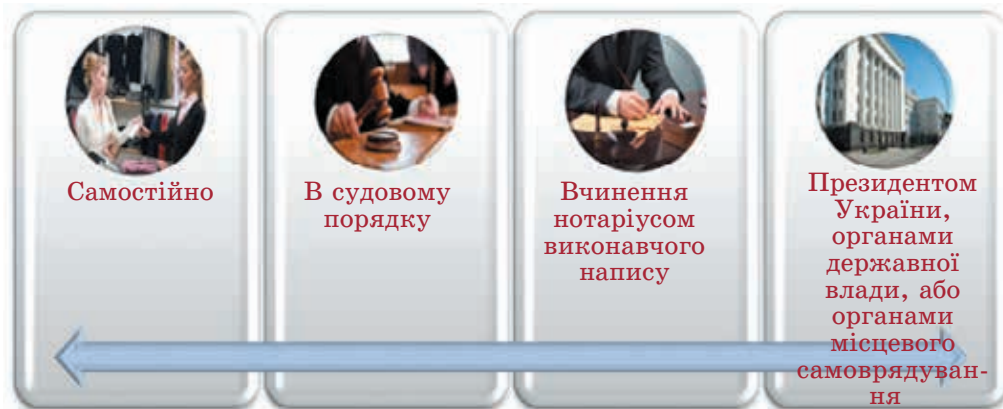 Самостійно
В судовому
порядку
Вчинення
нотаріусом
виконавчого
напису
Президентом
України,
органами
державної
влади, або
органами
місцевого
самоврядуван-
ня